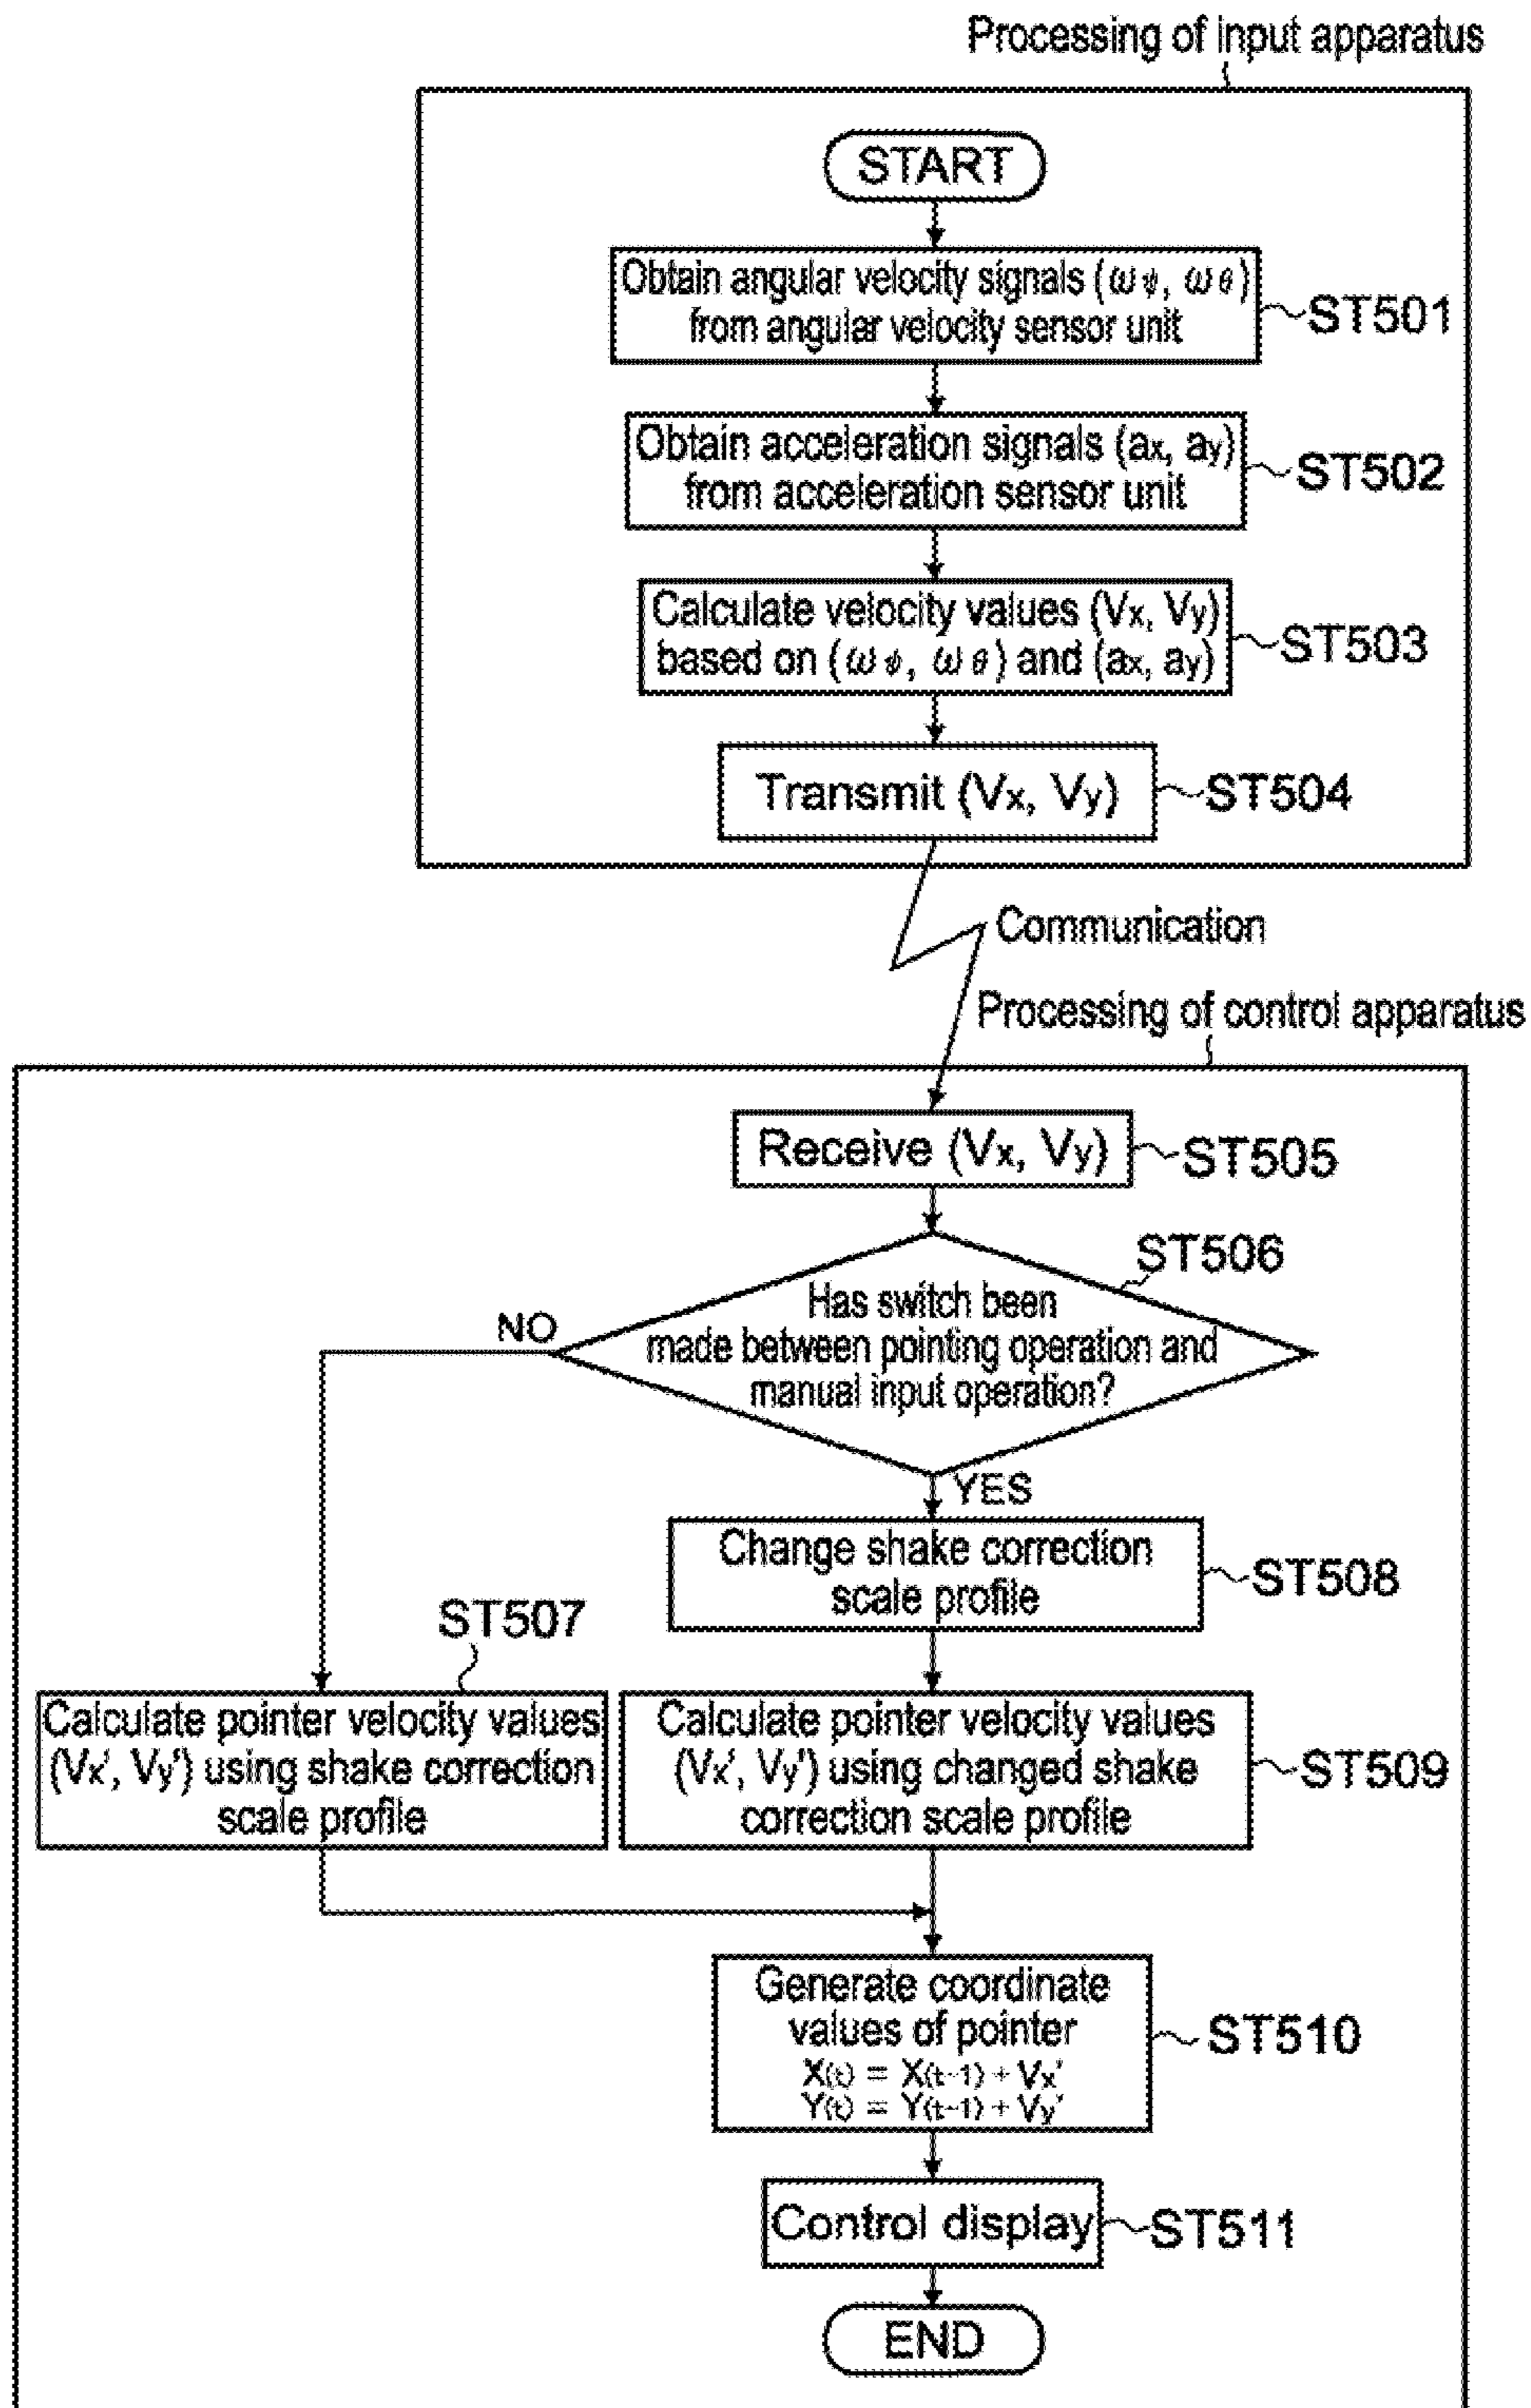 Processing of input apparatus
START
Obtain angular velocity signals (ωψ, ωθ)
from angular velocity sensor unit
ST501
Obtain acceleration signals (ax, ay)
from acceleration sensor unit
ST502
Calculate velocity values (Vx, Vy)
based on (ωψ, ωθ) and (ax, ay)
ST503
Transmit (Vx, Vy)
ST504
Communication
Processing of control apparatus
Receive (Vx, Vy)
ST505
ST506
Has switch been
made between pointing operation and
manual input operation?
NO
YES
Change shake correction
scale profile
ST508
ST507
Calculate pointer velocity values
(Vx', Vy') using shake correction
scale profile
Calculate pointer velocity values
(Vx', Vy') using changed shake
correction scale profile
ST509
Generate coordinate
values of pointer
X(t) = X(t-1) + Vx'
Y(t) = Y(t-1) + Vy'
ST510
Control display
ST511
END